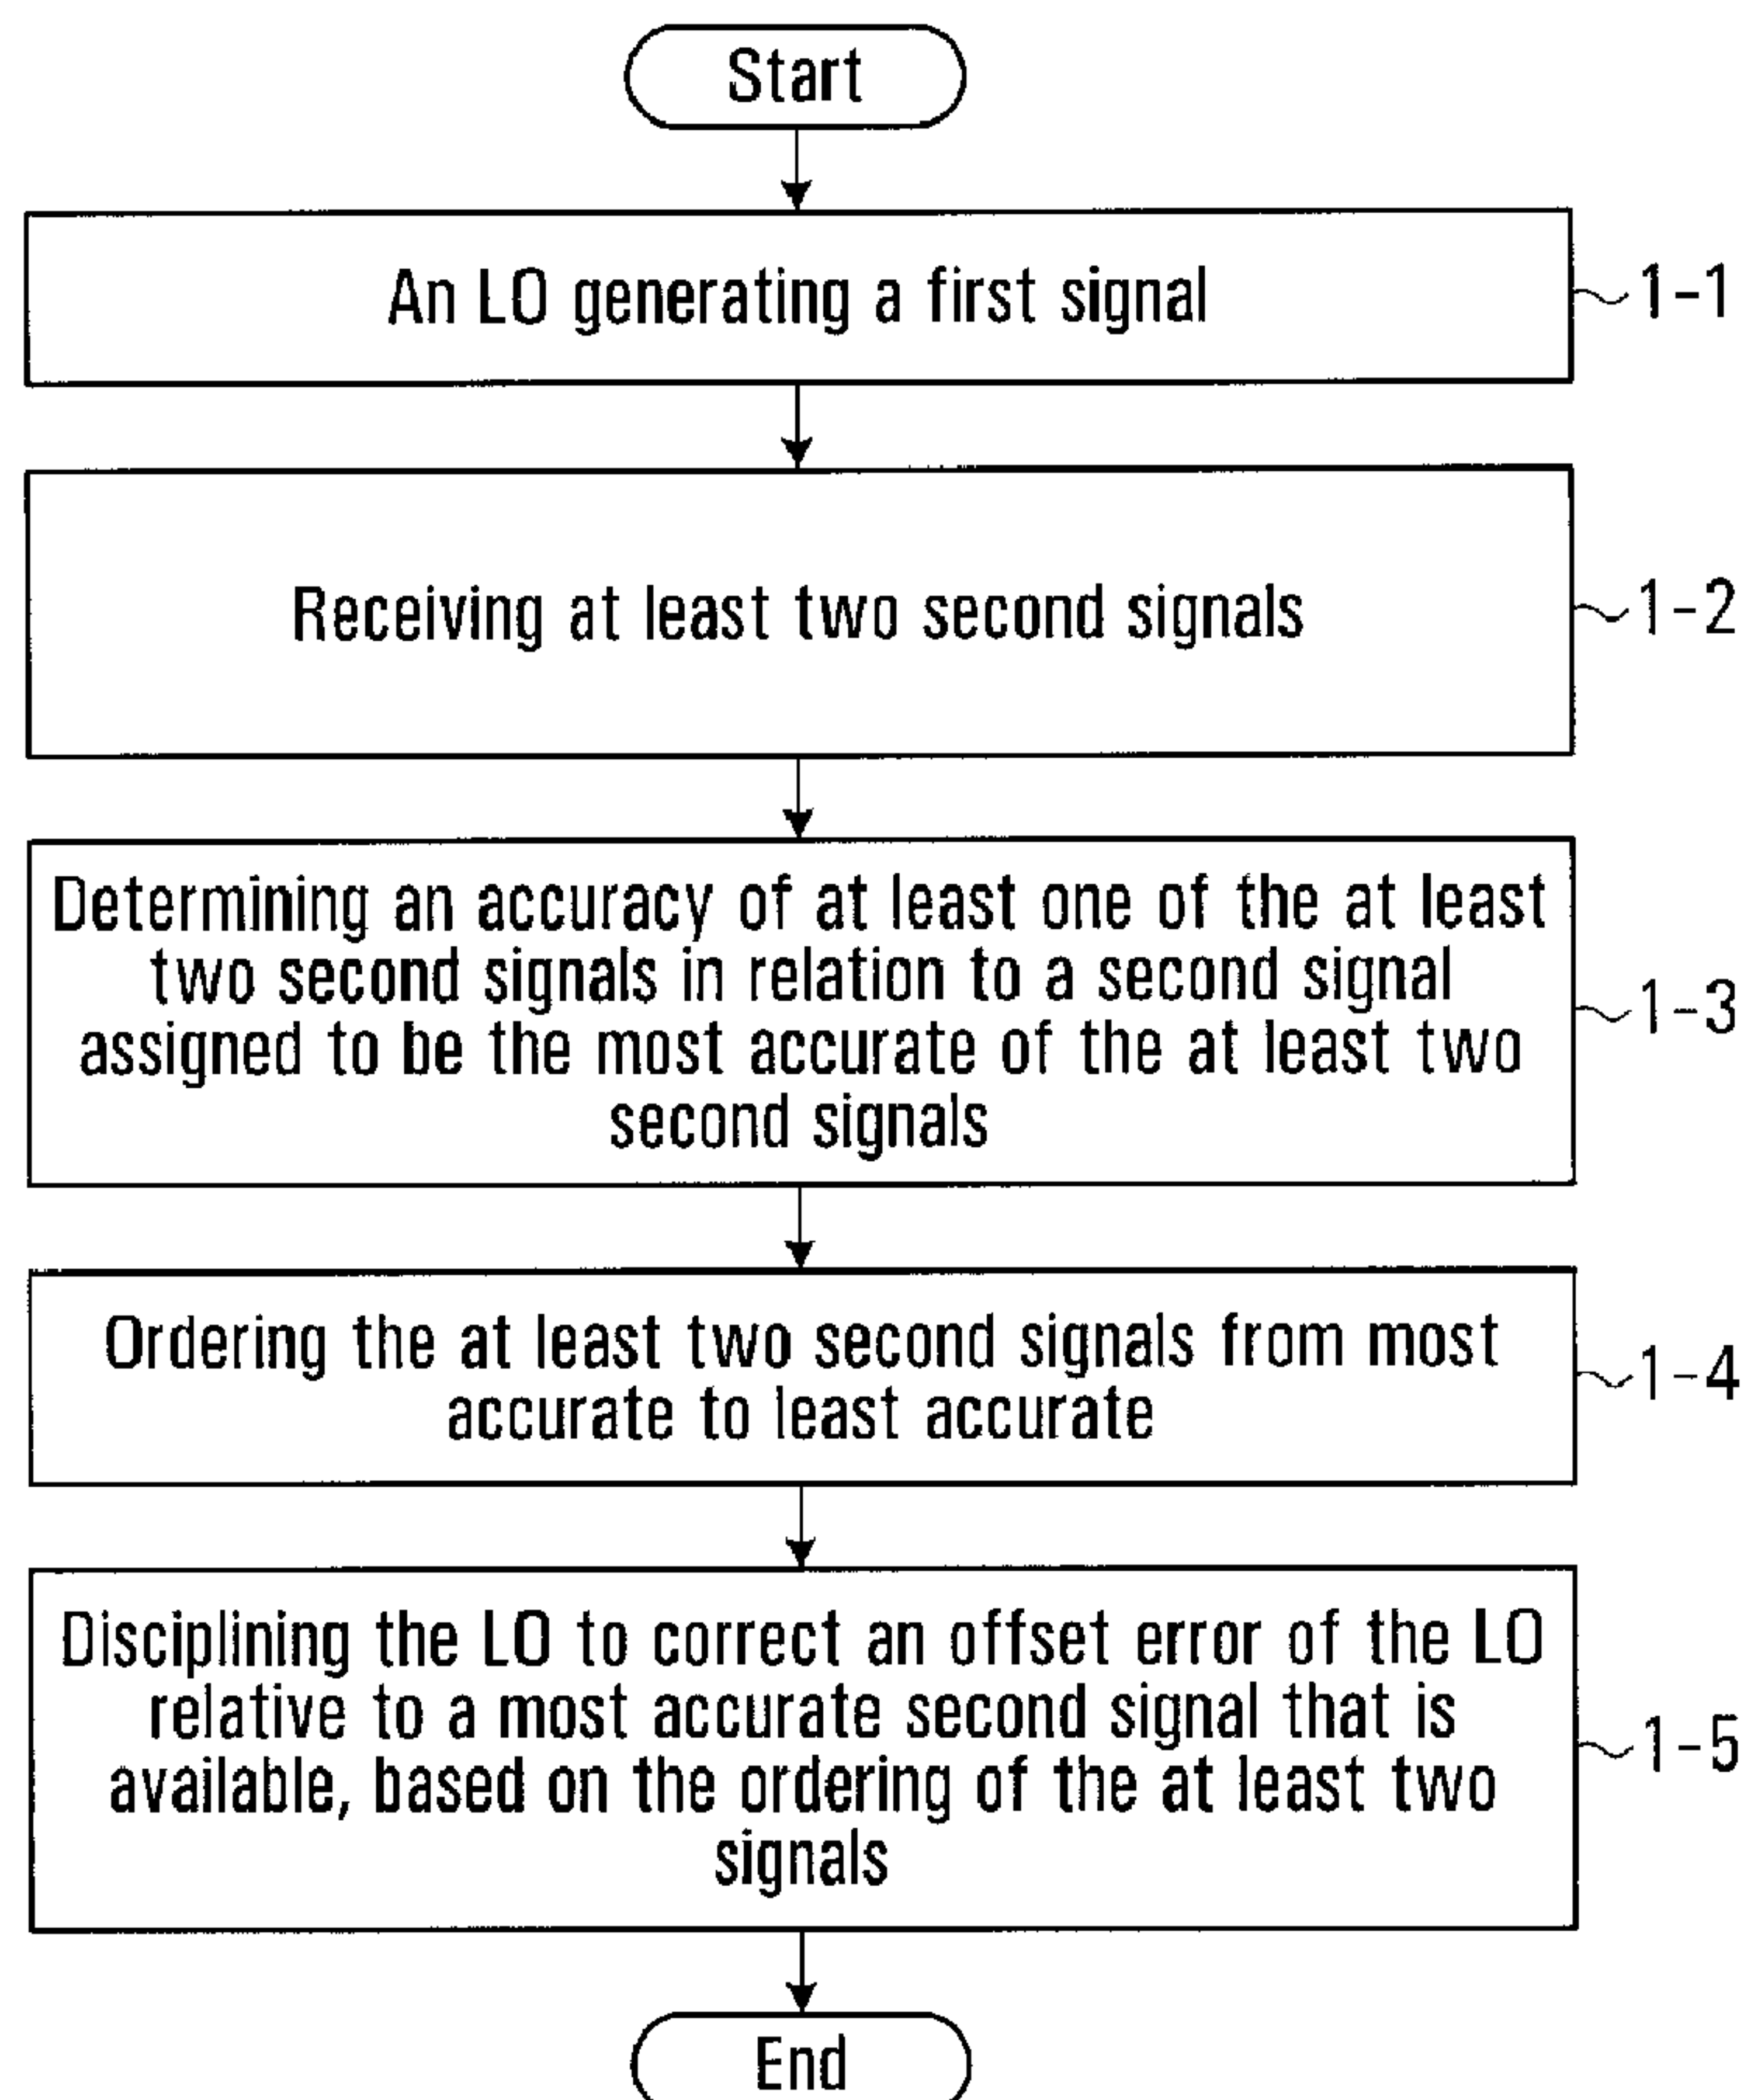 Start
An LO generating a first signal
1-1
Receiving at least two second signals
1-2
Determining an accuracy of at least one of the at least
two second signals in relation to a second signal
assigned to be the most accurate of the at least two
second signals
1-3
Ordering the at least two second signals from most
accurate to least accurate
1-4
Disciplining the LO to correct an offset error of the LO
relative to a most accurate second signal that is
available, based on the ordering of the at least two
signals
1-5
End